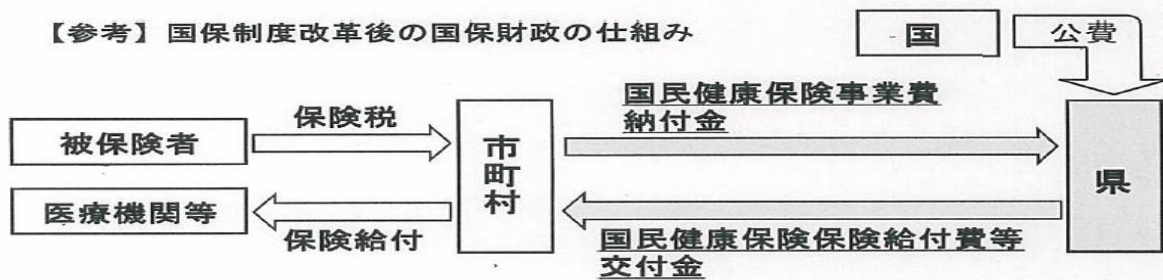 【参考】国保制度改革後の国保財政の仕組み
国
公費
被保険者
保険税
市町村
国民健康保険事業費
納付金
県
医療機関等
保険給付
国民健康保険保険給付費等
交付金